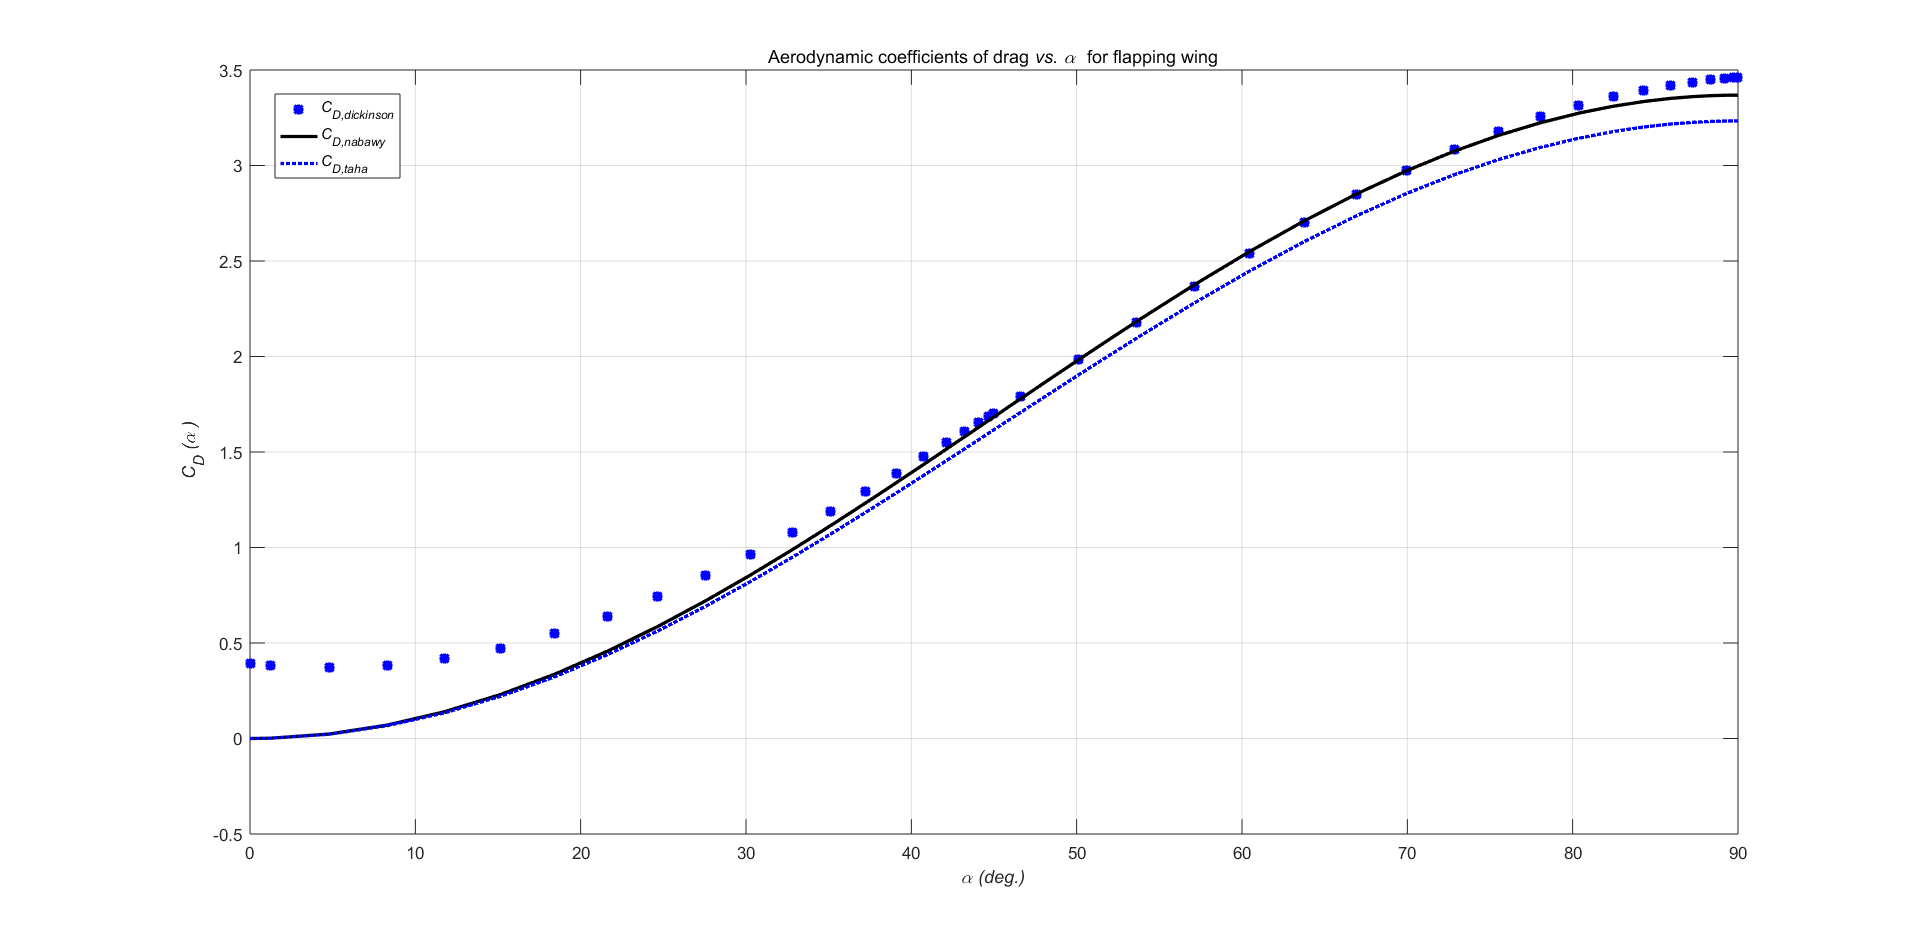 Aerodynamic coefficients of drag vs. α for flapping wing
3.5
3
2.5
2
1.5
1
0.5
0
-0.5
C_D,dickinson
C_D,nabawy
C_D,taha
C_D (α)
0 10 20 30 40 50 60 70 80 90
α (deg.)